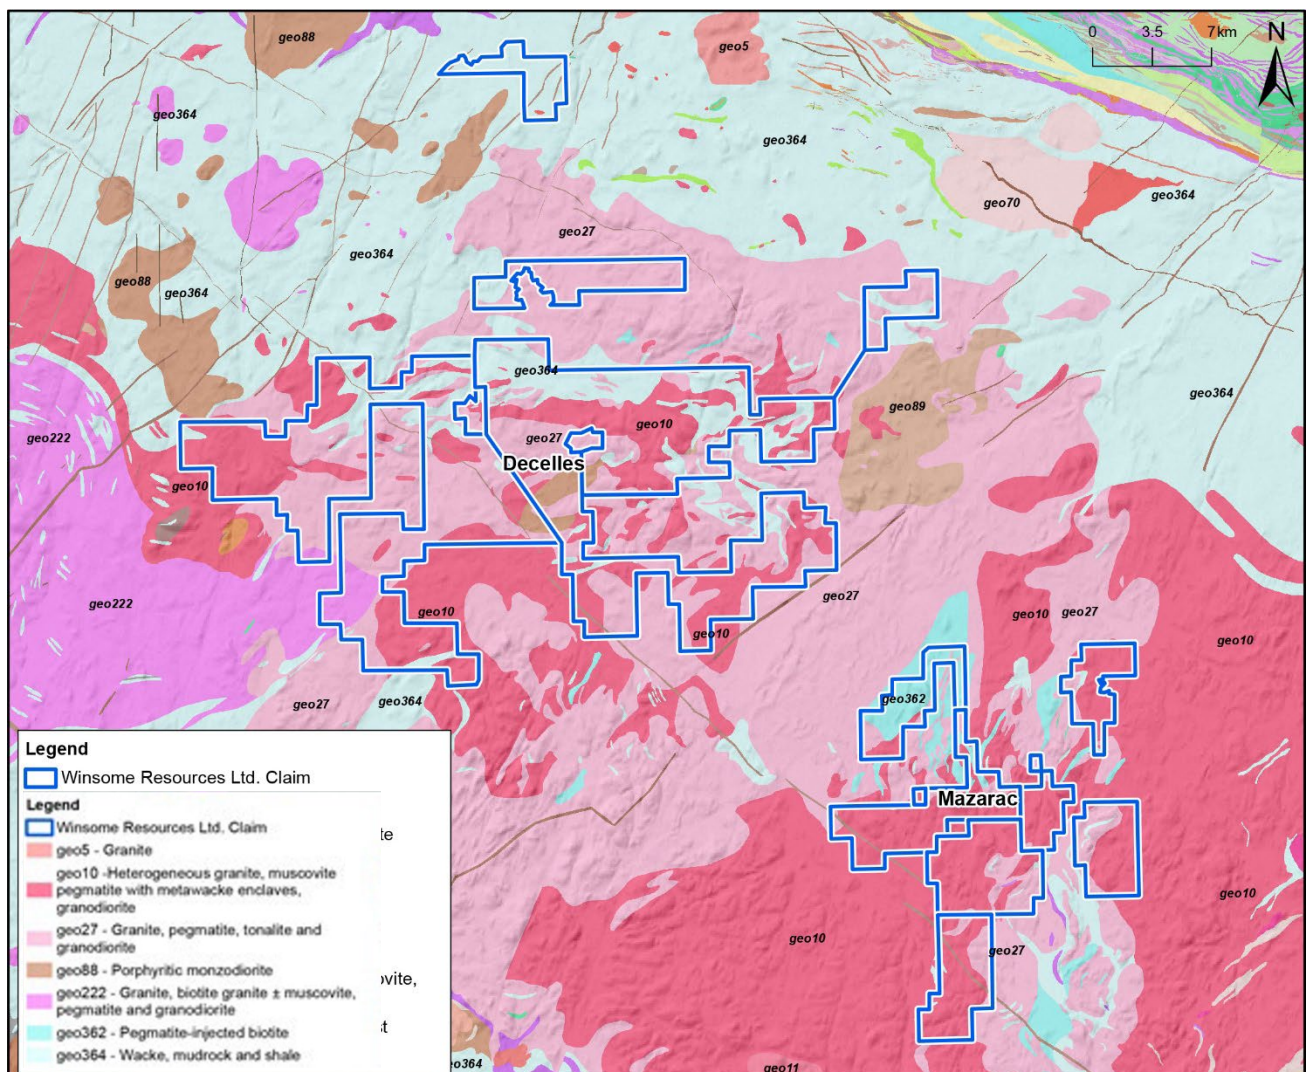 geo88
geo5
0 3.5 7km
N
geo364
geo364
geo70
geo364
geo27
geo364
geo88
geo364
geo364
geo364
geo89
geo222
geo27
geo10
Decelles
geo10
geo222
geo10
geo27
geo10
geo10
geo27
geo10
geo27
geo364
geo362
Mazarac
geo10
geo10
geo27
geo364
geo11
Legend
Winsome Resources Ltd. Claim
Legend
Winsome Resources Ltd. Claim
geo5 - Granite
geo10 -Heterogeneous granite, muscovite
pegmatite with metawacke enclaves,
granodiorite
geo27 - Granite, pegmatite, tonalite and
granodiorite
geo88 - Porphyritic monzodiorite
geo222 - Granite, biotite granite ± muscovite,
pegmatite and granodiorite
geo362 - Pegmatite-injected biotite
geo364 - Wacke, mudrock and shale